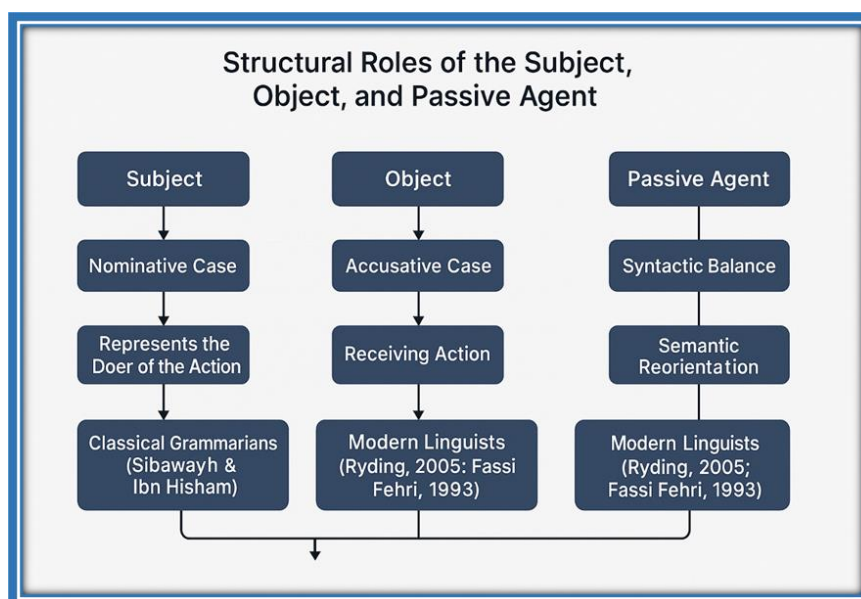 Structural Roles of the Subject,
Object, and Passive Agent
Subject
Object
Passive Agent
Nominative Case
Accusative Case
Syntactic Balance
Represents the
Doer of the Action
Receiving Action
Semantic
Reorientation
Classical Grammarians
(Sibawayh &
Ibn Hisham)
Modern Linguists
(Ryding, 2005: Fassi
Fehri, 1993)
Modern Linguists
(Ryding, 2005;
Fassi Fehri, 1993)